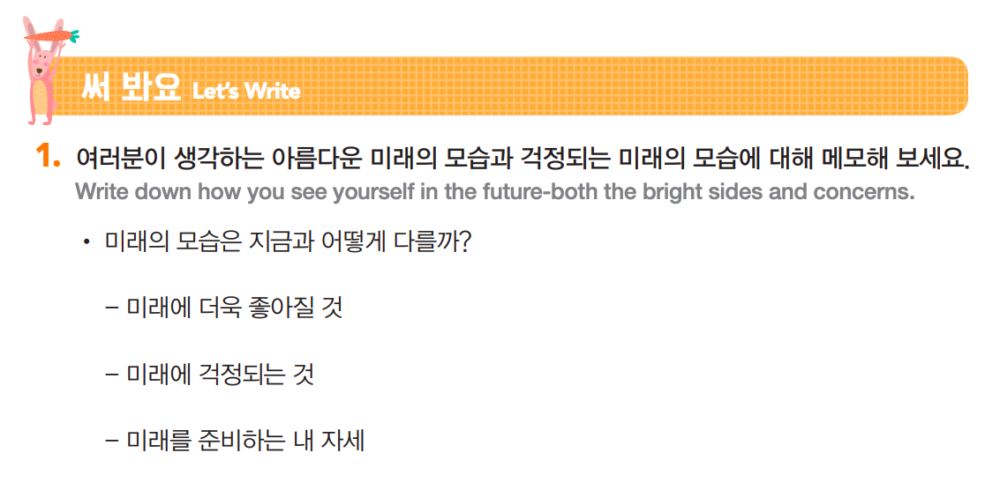 써 봐요 Let's Write
1. 여러분이 생각하는 아름다운 미래의 모습과 걱정되는 미래의 모습에 대해 메모해 보세요.
Write down how you see yourself in the future-both the bright sides and concerns.
• 미래의 모습은 지금과 어떻게 다를까?
– 미래에 더욱 좋아질 것
– 미래에 걱정되는 것
– 미래를 준비하는 내 자세